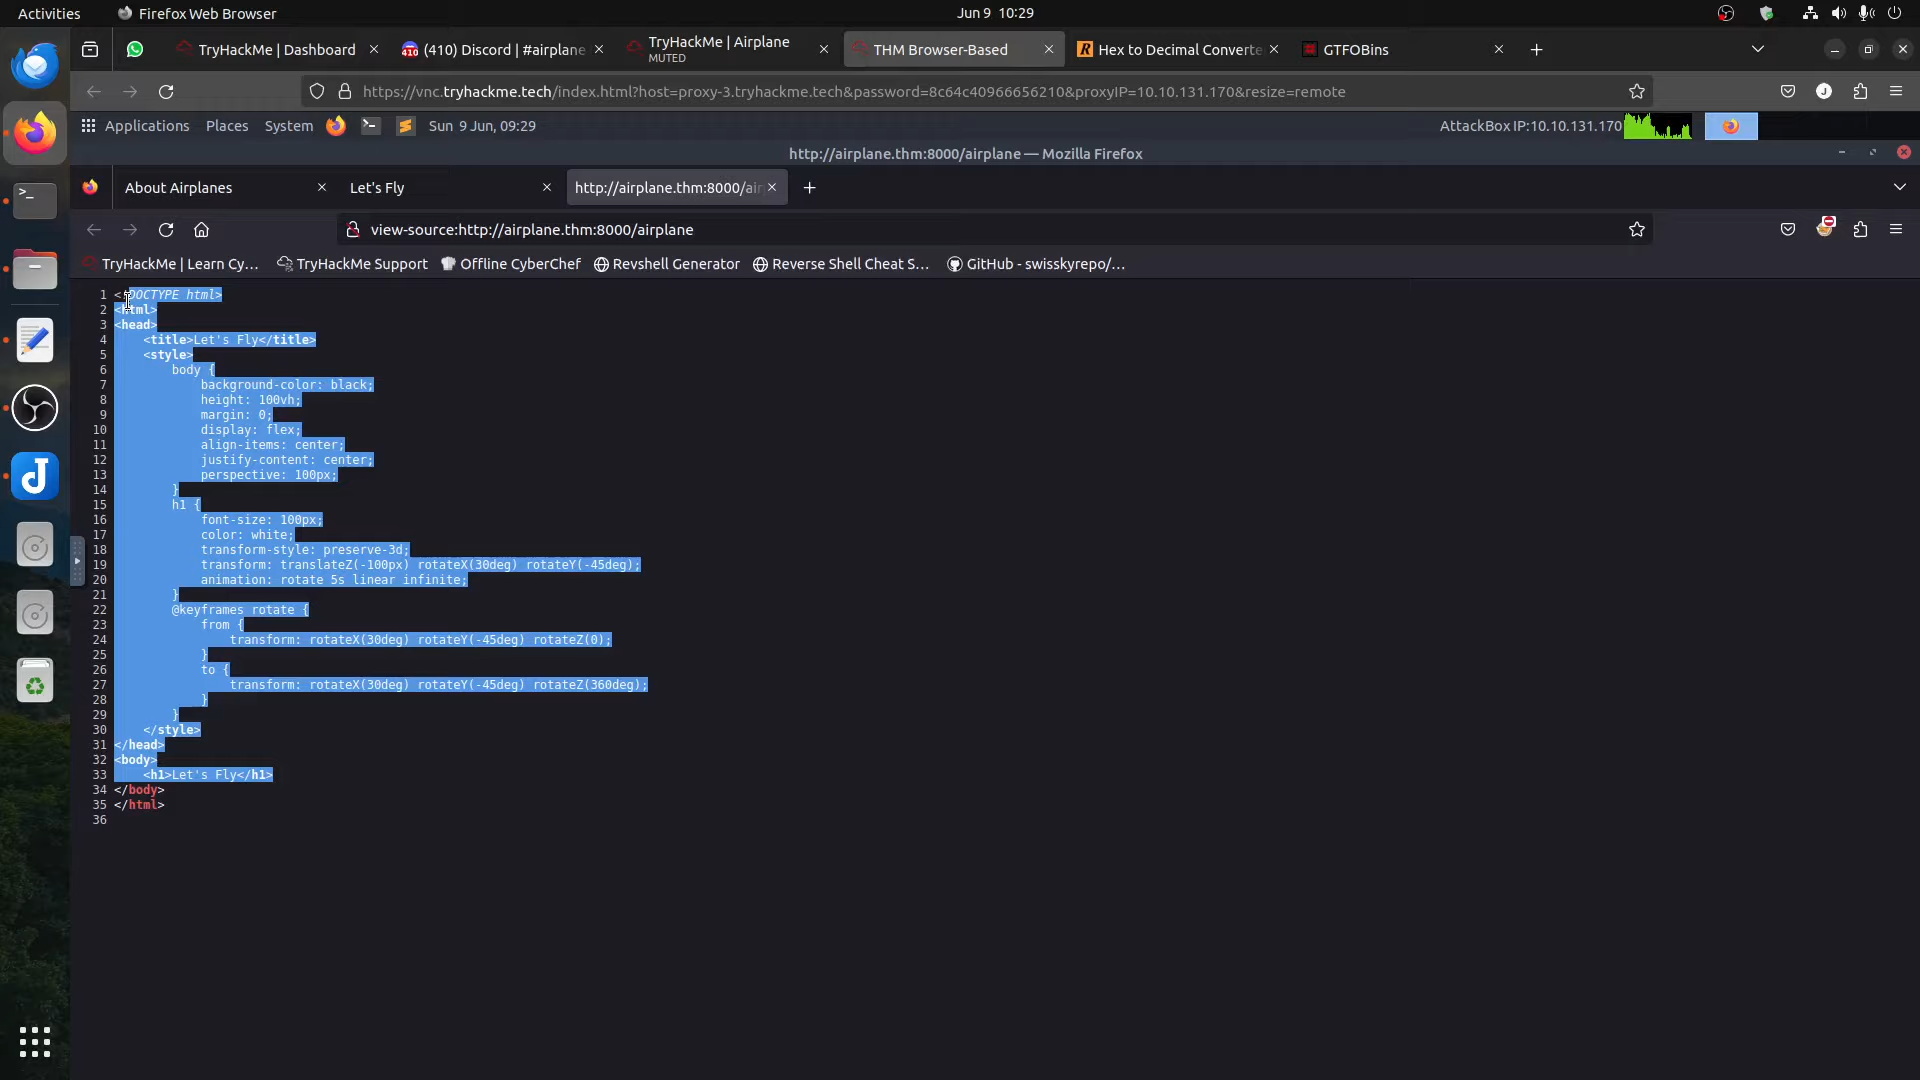 Activities
Firefox Web Browser
Jun 9 10:29
TryHackMe | Dashboard
(410) Discord | #airplane
TryHackMe | Airplane
MUTED
THM Browser-Based
Hex to Decimal Converte
GTFOBins
https://vnc.tryhackme.tech/index.html?host=proxy-3.tryhackme.tech&password=8c64c40966656210&proxyIP=10.10.131.170&resize=remote
Applications Places System
Sun 9 Jun, 09:29
AttackBox IP:10.10.131.170
http://airplane.thm:8000/airplane — Mozilla Firefox
About Airplanes
Let's Fly
http://airplane.thm:8000/air
view-source:http://airplane.thm:8000/airplane
TryHackMe | Learn Cy...
TryHackMe Support
Offline CyberChef
Revshell Generator
Reverse Shell Cheat S...
GitHub - swisskyrepo/...
1 <!DOCTYPE html>
2 <html>
3 <head>
4 <title>Let's Fly</title>
5 <style>
6 body {
7 background-color: black;
8 height: 100vh;
9 margin: 0;
10 display: flex;
11 align-items: center;
12 justify-content: center;
13 perspective: 100px;
14 }
15 h1 {
16 font-size: 100px;
17 color: white;
18 transform-style: preserve-3d;
19 transform: translateZ(-100px) rotateX(30deg) rotateY(-45deg);
20 animation: rotate 5s linear infinite;
21 }
22 @keyframes rotate {
23 from {
24 transform: rotateX(30deg) rotateY(-45deg) rotateZ(0);
25 }
26 to {
27 transform: rotateX(30deg) rotateY(-45deg) rotateZ(360deg);
28 }
29 }
30 </style>
31 </head>
32 <body>
33 <h1>Let's Fly</h1>
34 </body>
35 </html>
36